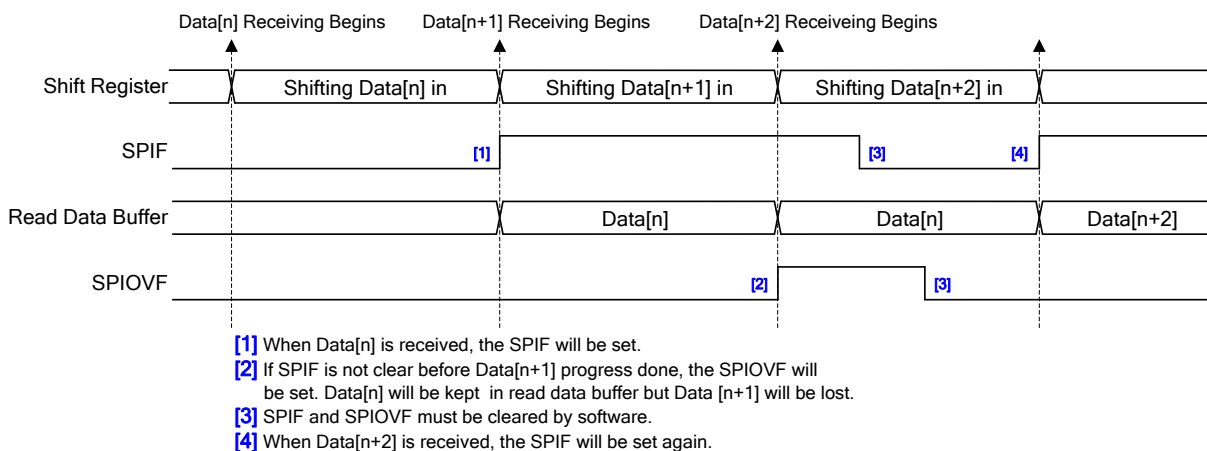 Data[n] Receiving Begins Data[n+1] Receiving Begins Data[n+2] Receiveing Begins
Shift Register Shifting Data[n] in Shifting Data[n+1] in Shifting Data[n+2] in
SPIF [1] [3] [4]
Read Data Buffer Data[n] Data[n] Data[n+2]
SPIOVF [2] [3]
[1] When Data[n] is received, the SPIF will be set.
[2] If SPIF is not clear before Data[n+1] progress done, the SPIOVF will
be set. Data[n] will be kept in read data buffer but Data [n+1] will be lost.
[3] SPIF and SPIOVF must be cleared by software.
[4] When Data[n+2] is received, the SPIF will be set again.